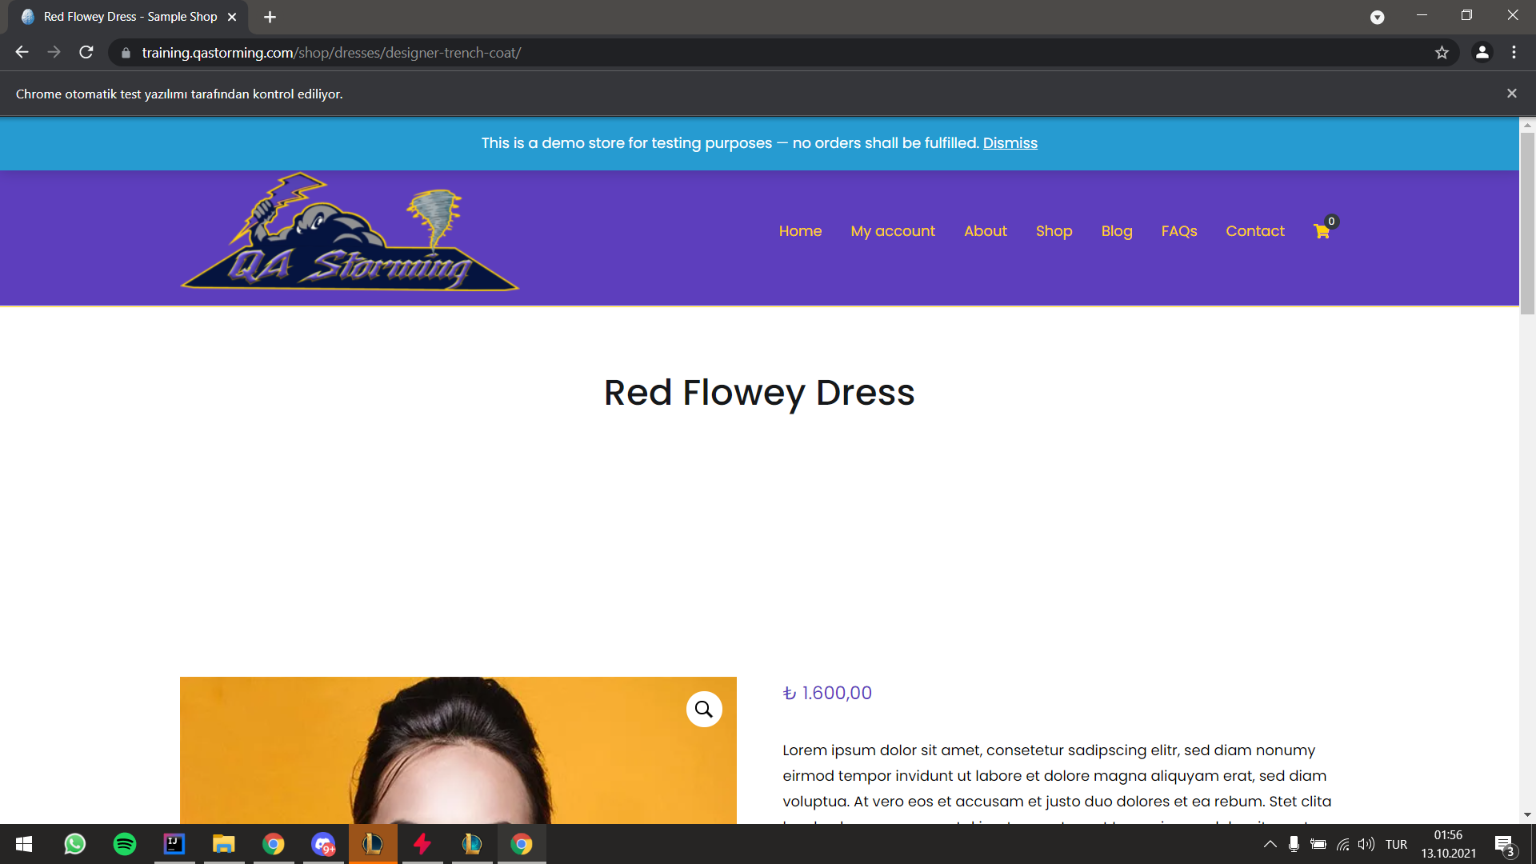 Red Flowey Dress - Sample Shop
training.qastorming.com/shop/dresses/designer-trench-coat/
Chrome otomatik test yazılımı tarafından kontrol ediliyor.
This is a demo store for testing purposes — no orders shall be fulfilled. Dismiss
QA Storming
Home My account About Shop Blog FAQs Contact 0
Red Flowey Dress
₺ 1.600,00
Lorem ipsum dolor sit amet, consetetur sadipscing elitr, sed diam nonumy
eirmod tempor invidunt ut labore et dolore magna aliquyam erat, sed diam
voluptua. At vero eos et accusam et justo duo dolores et ea rebum. Stet clita
IJ
9+
TUR
01:56
13.10.2021
3